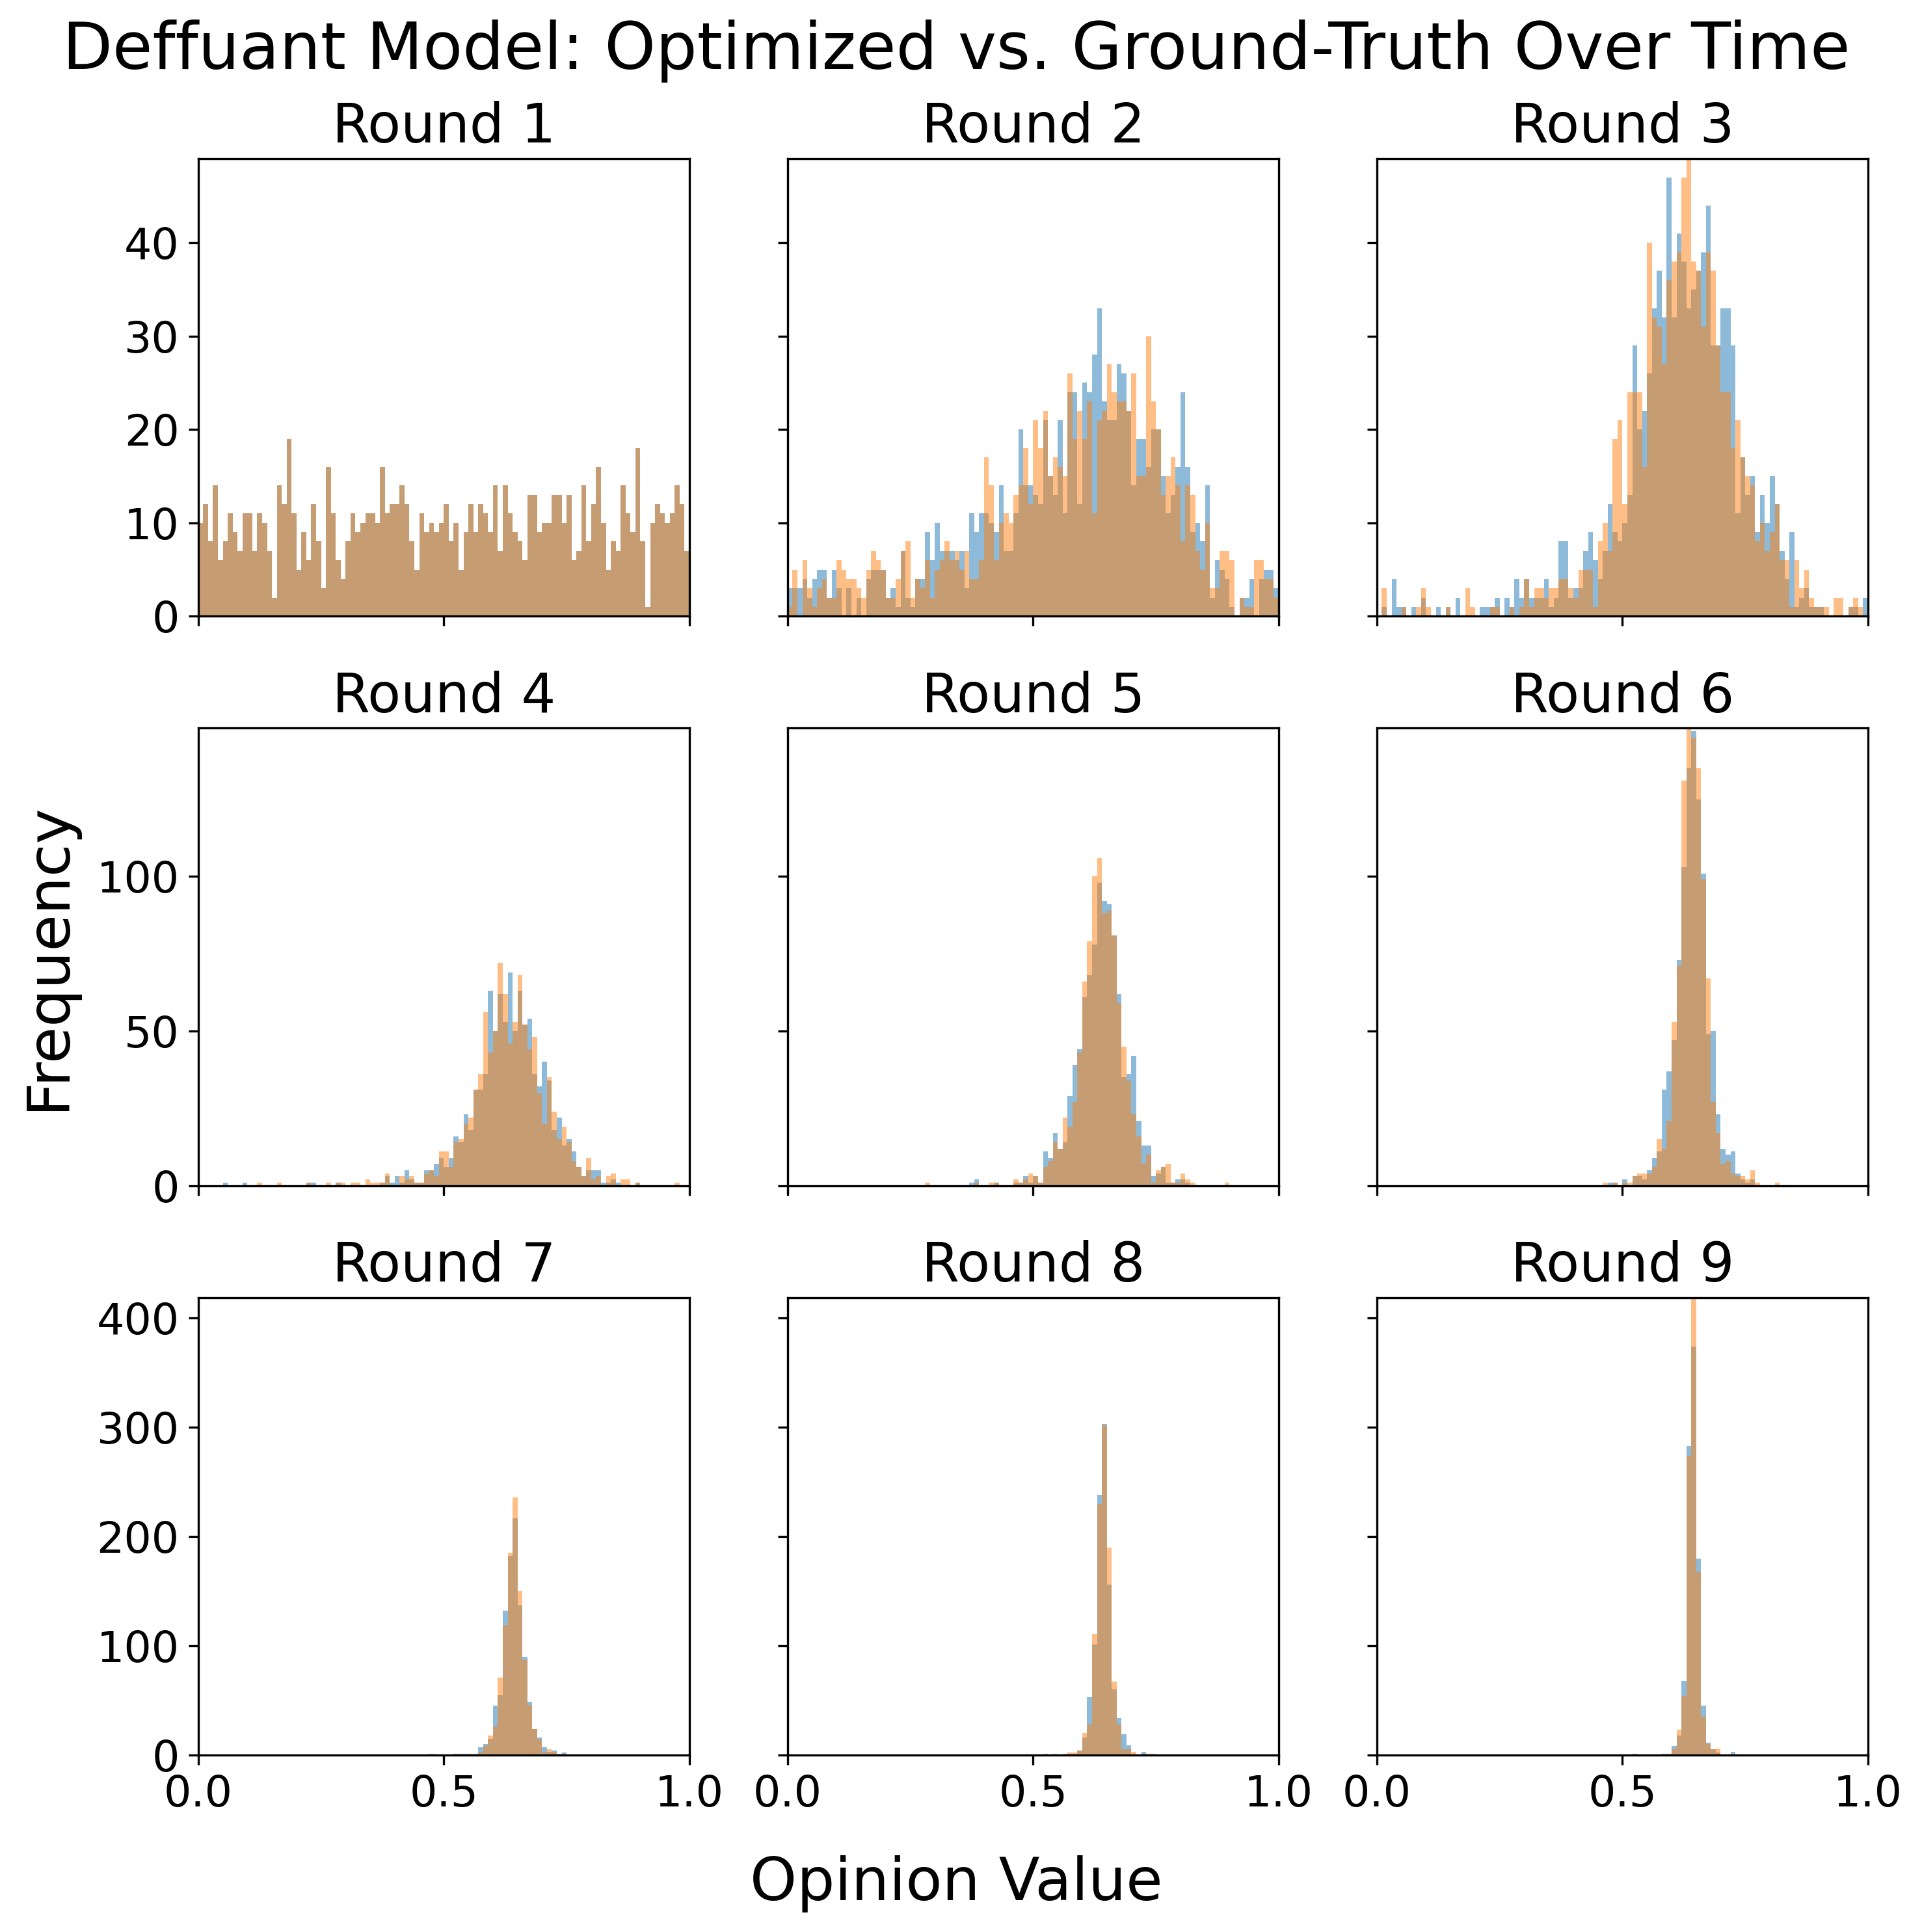 Deffuant Model: Optimized vs. Ground-Truth Over Time
Round 1
Round 2
Round 3
40
30
20
10
0
Round 4
Round 5
Round 6
Frequency
100
50
0
Round 7
Round 8
Round 9
400
300
200
100
0
0.0 0.5 1.0 0.0 0.5 1.0 0.0 0.5 1.0
Opinion Value